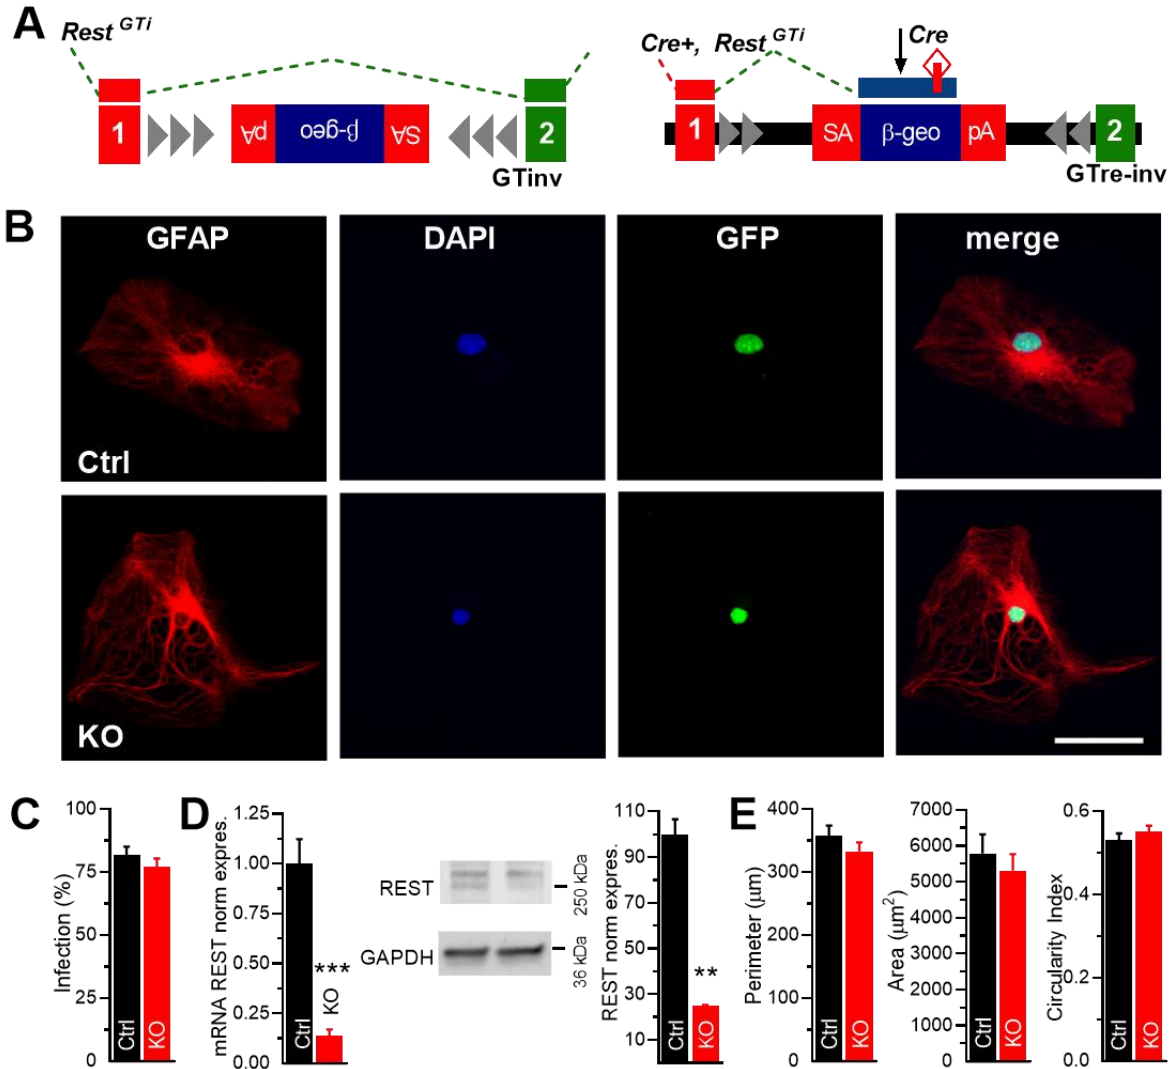 A
Rest GTi
1
pA
β-geo
SA
2
GTinv
Cre+, Rest GTi
Cre
1
SA
β-geo
pA
2
GTre-inv
B
GFAP
DAPI
GFP
merge
Ctrl
KO
C
100
75
50
25
0
Infection (%)
Ctrl
KO
D
1.25
1.00
0.75
0.50
0.25
0.00
mRNA REST norm expres.
***
Ctrl
KO
REST
250 kDa
GAPDH
36 kDa
110
90
70
50
30
10
REST norm expres.
**
Ctrl
KO
E
400
300
200
100
0
Perimeter (μm)
Ctrl
KO
7000
6000
5000
4000
3000
2000
1000
0
Area (μm²)
Ctrl
KO
0.6
0.4
0.2
0.0
Circularity Index
Ctrl
KO